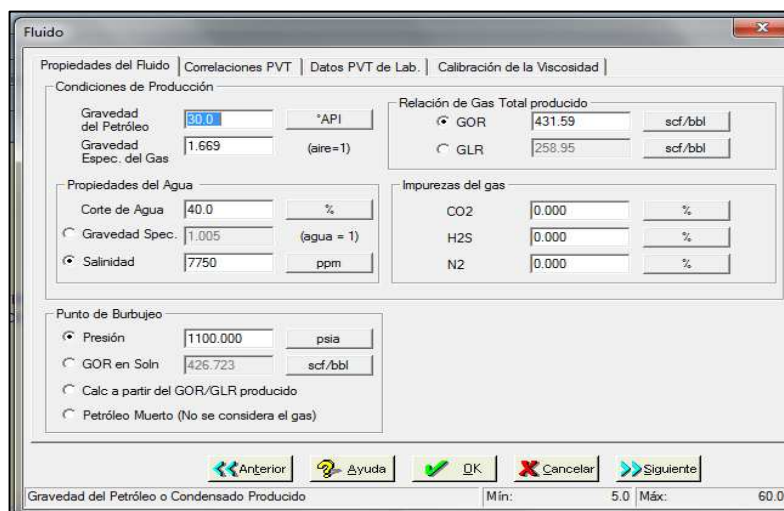 Fluido
Propiedades del Fluido Correlaciones PVT Datos PVT de Lab. Calibración de la Viscosidad
Condiciones de Producción
Gravedad del Petróleo 30.0 °API
Gravedad Espec. del Gas 1.669 (aire=1)
Relación de Gas Total producido
GOR 431.59 scf/bbl
GLR 258.95 scf/bbl
Propiedades del Agua
Corte de Agua 40.0 %
Gravedad Spec. 1.005 (agua = 1)
Salinidad 7750 ppm
Impurezas del gas
CO2 0.000 %
H2S 0.000 %
N2 0.000 %
Punto de Burbujeo
Presión 1100.000 psia
GOR en Soln 426.723 scf/bbl
Calc a partir del GOR/GLR producido
Petróleo Muerto (No se considera el gas)
Anterior Ayuda OK Cancelar Siguiente
Gravedad del Petróleo o Condensado Producido Mín: 5.0 Máx: 60.0